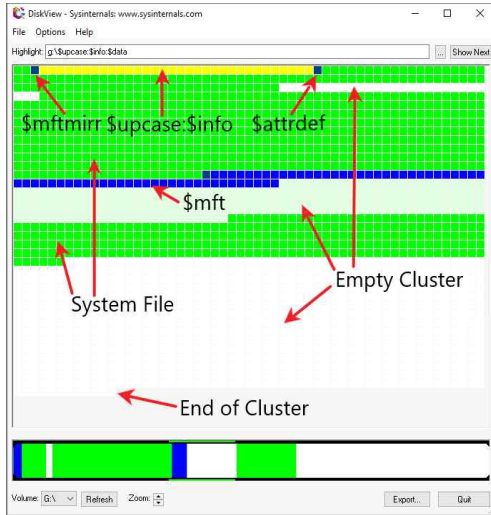 DiskView - Sysinternals: www.sysinternals.com
File Options Help
Highlight: g:\$upcase:$info:$data ... Show Next
$mftmirr $upcase:$info $attrdef
$mft
Empty Cluster
System File
End of Cluster
Volume: G:\ Refresh Zoom: Export... Quit